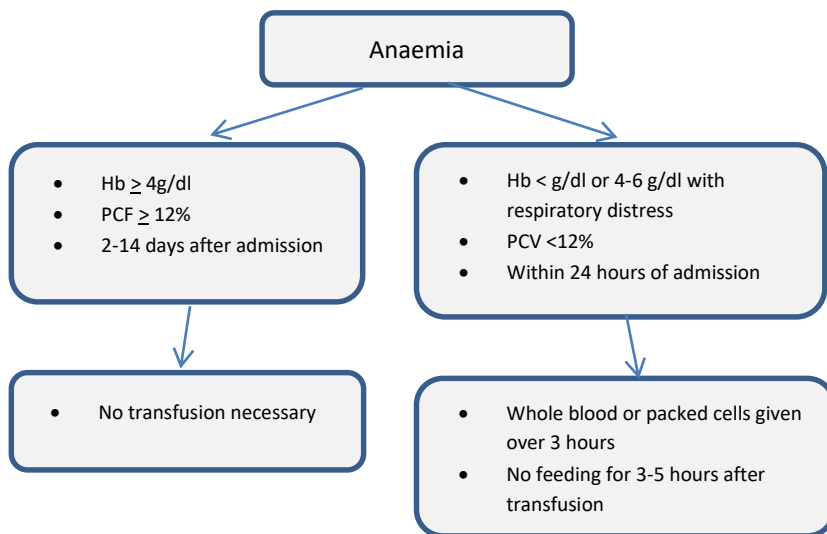 Anaemia
• Hb ≥ 4g/dl
• PCF ≥ 12%
• 2-14 days after admission
• Hb < g/dl or 4-6 g/dl with
respiratory distress
• PCV <12%
• Within 24 hours of admission
• No transfusion necessary
• Whole blood or packed cells given
over 3 hours
• No feeding for 3-5 hours after
transfusion